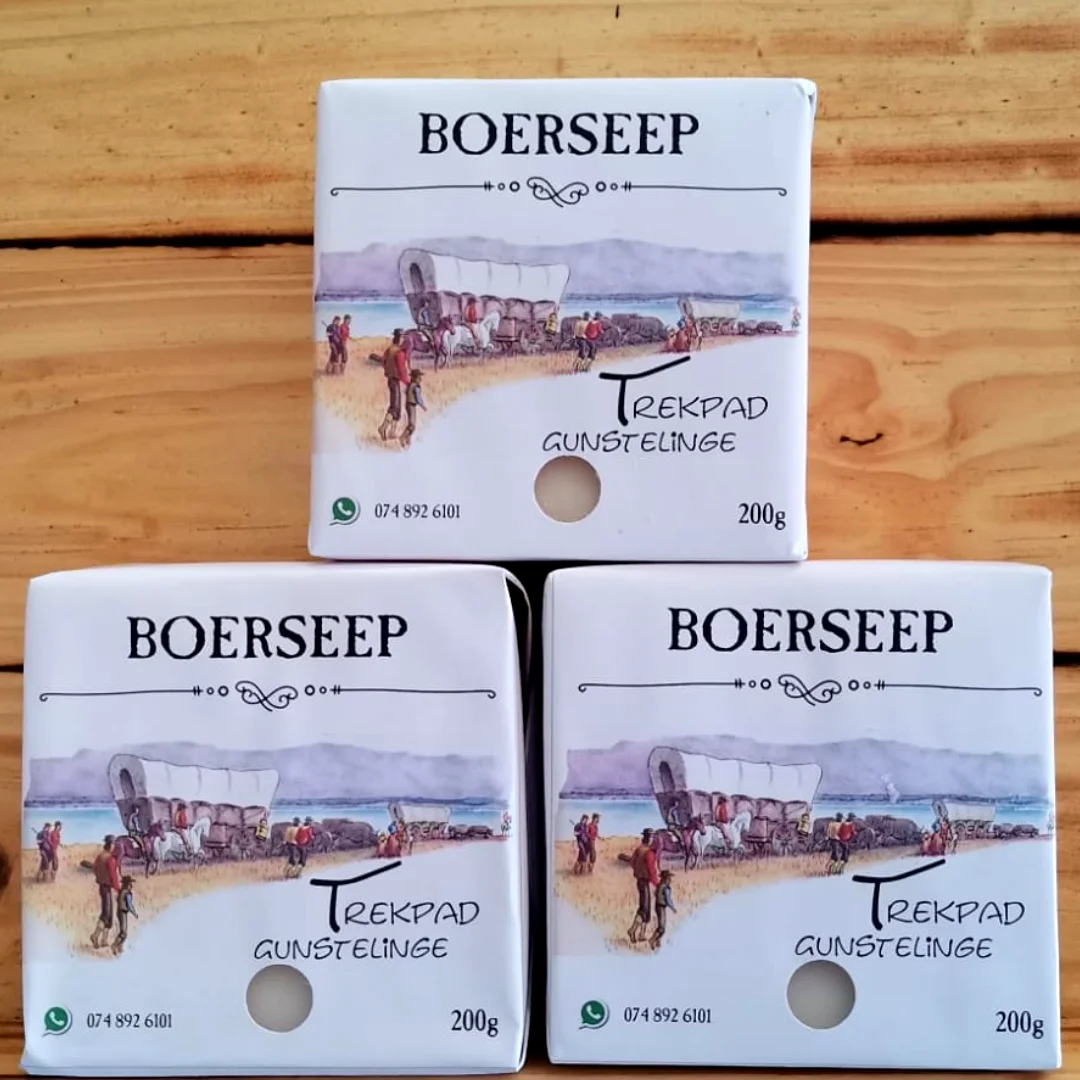 BOERSEEP
TREKPAD
GUNSTELINGE
074 892 6101
200g
BOERSEEP
TREKPAD
GUNSTELINGE
074 892 6101
200g
BOERSEEP
TREKPAD
GUNSTELINGE
074 892 6101
200g